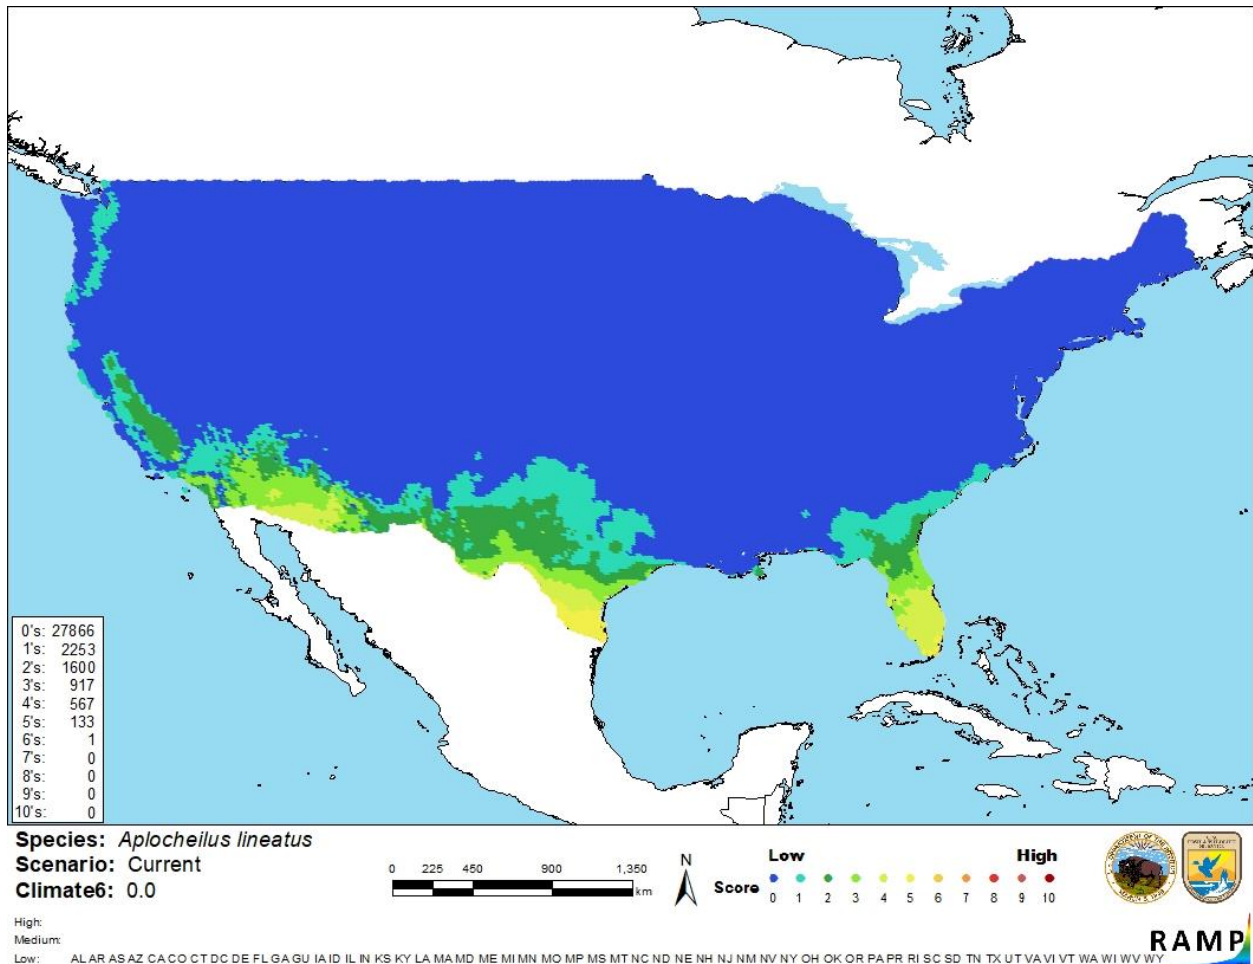 0's: 27866
1's: 2253
2's: 1600
3's: 917
4's: 567
5's: 133
6's: 1
7's: 0
8's: 0
9's: 0
10's: 0
Species: Aplocheilus lineatus
Scenario: Current
Climate6: 0.0
0 225 450 900 1,350
km
N
Low High
Score 0 1 2 3 4 5 6 7 8 9 10
High:
Medium:
Low: AL AR AS AZ CA CO CT DC DE FL GA GU IA ID IL IN KS KY LA MA MD ME MI MN MO MP MS MT NC ND NE NH NJ NM NV NY OH OK OR PA PR RI SC SD TN TX UT VA VI VT WA WI WV WY
RAMP